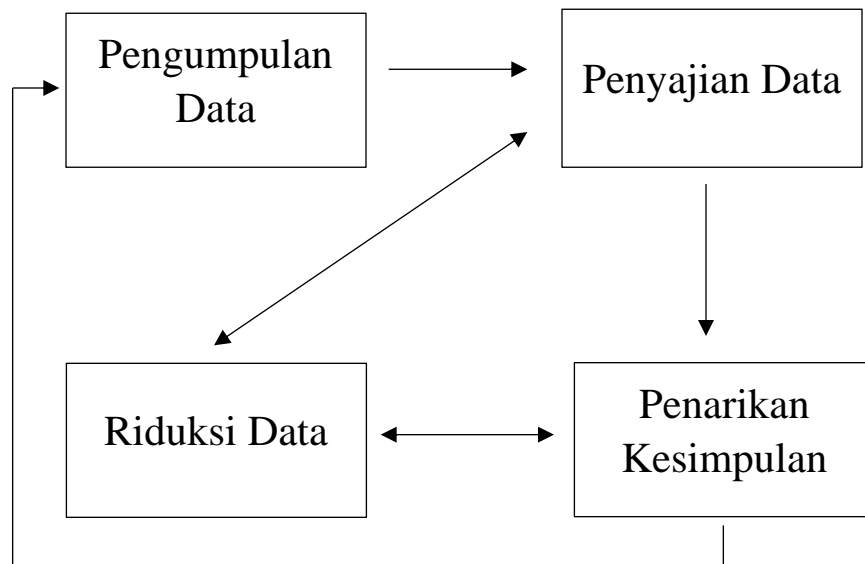 Pengumpulan
Data
Penyajian Data
Riduksi Data
Penarikan
Kesimpulan